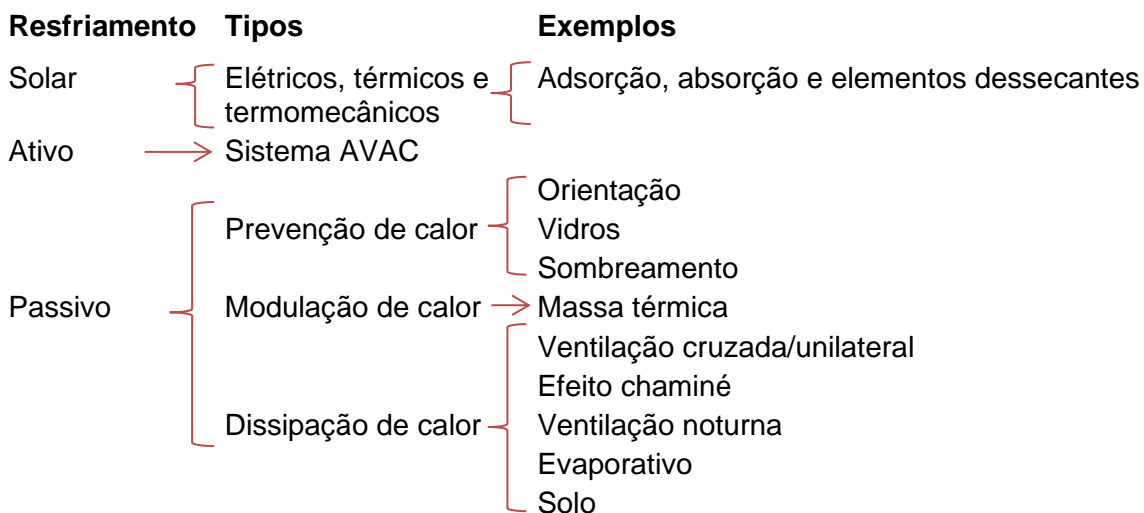 Resfriamento Tipos Exemplos
Solar Elétricos, térmicos e Adsorção, absorção e elementos dessecantes
termomecânicos
Ativo Sistema AVAC
Orientação
Prevenção de calor Vidros
Sombreamento
Passivo Modulação de calor Massa térmica
Ventilação cruzada/unilateral
Efeito chaminé
Dissipação de calor Ventilação noturna
Evaporativo
Solo